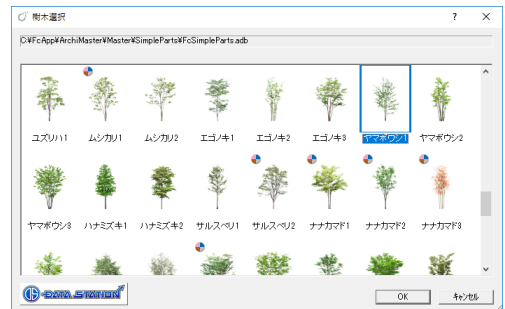 樹木選択
C:¥FcApp¥ArchiMaster¥Master¥SimpleParts¥FcSimpleParts.adb
ユズリハ1 ムシカリ1 ムシカリ2 エゴノキ1 エゴノキ2 エゴノキ3 ヤマボウシ1 ヤマボウシ2
ヤマボウシ3 ハナミズキ1 ハナミズキ2 サルスベリ1 サルスベリ2 ナナカマド1 ナナカマド2 ナナカマド3
DATA STATION OK キャンセル